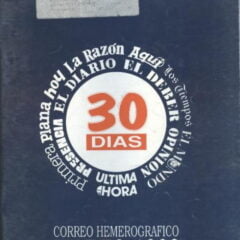 Primera Plana hoy La Razón Aquí Los Tiempos
PRESENCIA EL DIARIO EL DEBER OPINION El MUNDO
30
DIAS
ULTIMA
HORA
CORREO HEMEROGRAFICO